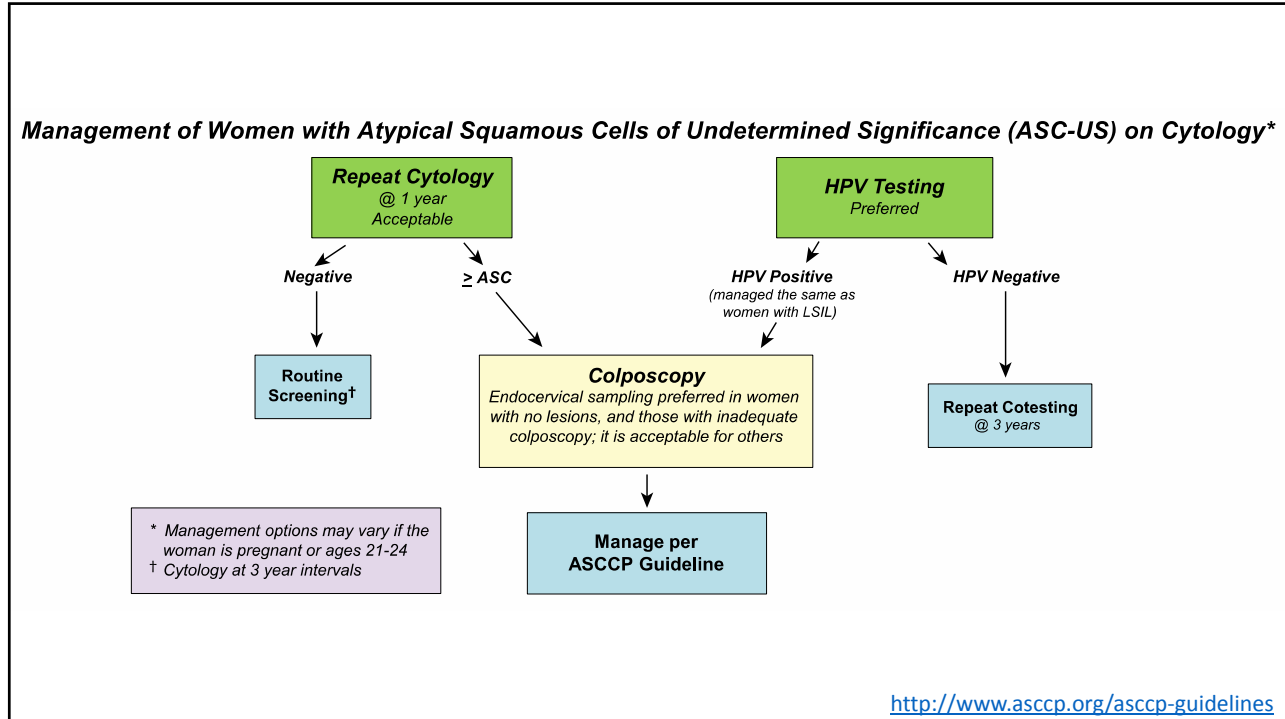 Management of Women with Atypical Squamous Cells of Undetermined Significance (ASC-US) on Cytology*
Repeat Cytology
@ 1 year
Acceptable
HPV Testing
Preferred
Negative
≥ ASC
HPV Positive
(managed the same as
women with LSIL)
HPV Negative
Routine
Screening†
Colposcopy
Endocervical sampling preferred in women
with no lesions, and those with inadequate
colposcopy; it is acceptable for others
Repeat Cotesting
@ 3 years
* Management options may vary if the
woman is pregnant or ages 21-24
† Cytology at 3 year intervals
Manage per
ASCCP Guideline
http://www.asccp.org/asccp-guidelines